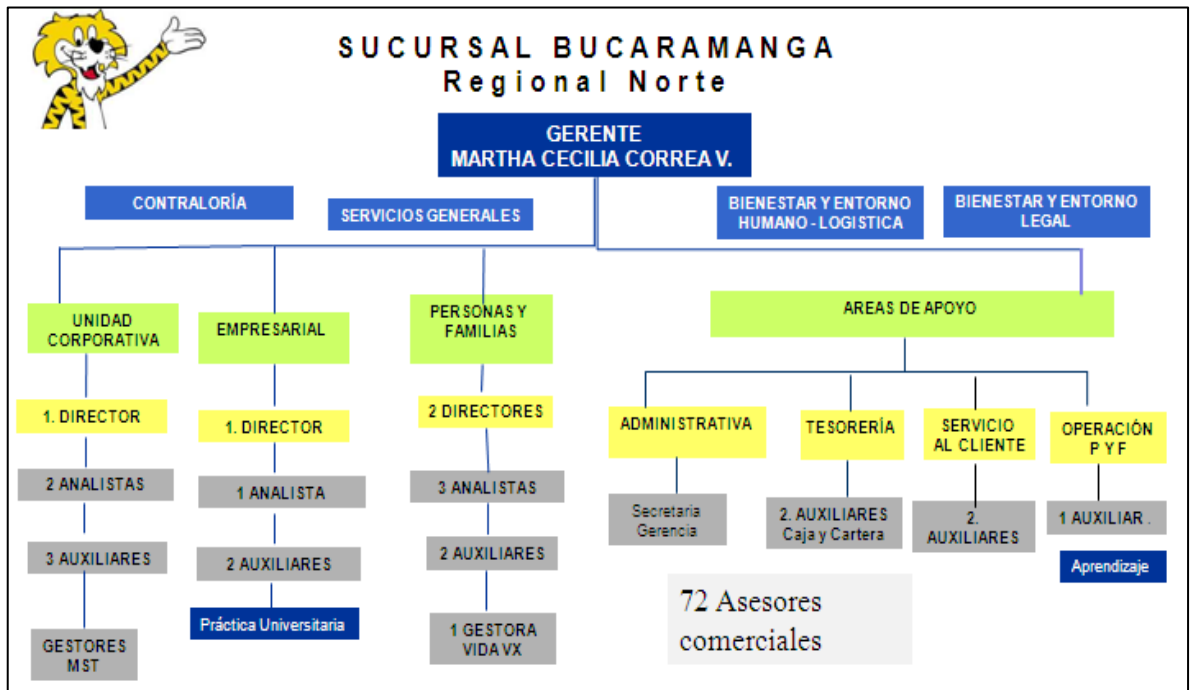 SUCURSAL BUCARAMANGA
Regional Norte
GERENTE
MARTHA CECILIA CORREA V.
CONTRALORÍA
SERVICIOS GENERALES
BIENESTAR Y ENTORNO
HUMANO - LOGISTICA
BIENESTAR Y ENTORNO
LEGAL
UNIDAD
CORPORATIVA
1. DIRECTOR
2 ANALISTAS
3 AUXILIARES
GESTORES
MST
EMPRESARIAL
1. DIRECTOR
1 ANALISTA
2 AUXILIARES
Práctica Universitaria
PERSONAS Y
FAMILIAS
2 DIRECTORES
3 ANALISTAS
2 AUXILIARES
1 GESTORA
VIDA VX
AREAS DE APOYO
ADMINISTRATIVA
Secretaria
Gerencia
TESORERÍA
2. AUXILIARES
Caja y Cartera
SERVICIO
AL CLIENTE
2.
AUXILIARES
OPERACIÓN
P Y F
1 AUXILIAR .
Aprendizaje
72 Asesores
comerciales